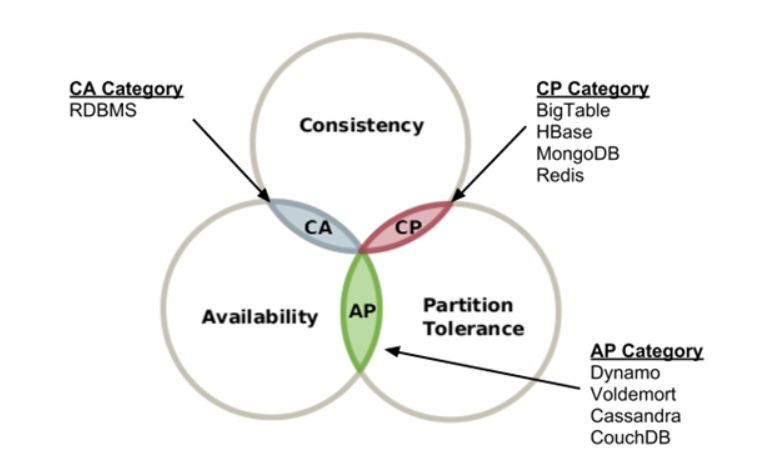 CA Category
RDBMS
CP Category
BigTable
HBase
MongoDB
Redis
Consistency
CA
CP
Availability
AP
Partition
Tolerance
AP Category
Dynamo
Voldemort
Cassandra
CouchDB